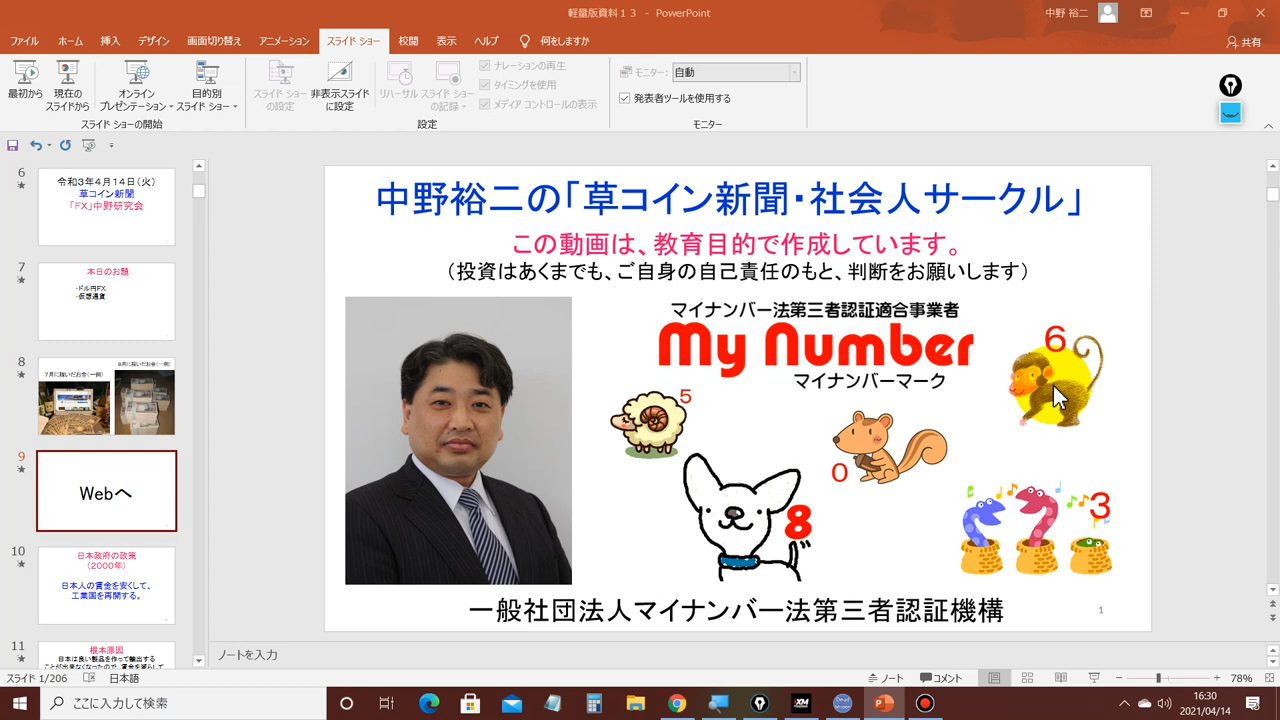 軽量版資料１３ - PowerPoint
中野 裕二
ファイル ホーム 挿入 デザイン 画面切り替え アニメーション スライド ショー 校閲 表示 ヘルプ 何をしますか 共有
最初から
現在の
スライドから
オンライン
プレゼンテーション
目的別
スライド ショー
スライド ショー
の設定
非表示スライド
に設定
リハーサル
スライド ショー
の記録
ナレーションの再生
タイミングを使用
メディア コントロールの表示
モニター: 自動
発表者ツールを使用する
スライド ショーの開始
設定
モニター
6
令和3年4月14日(火)
草コイン新聞
「FX」中野研究会
7
本日のお題
・ドル円FX
・仮想通貨
8
7月に稼いだお金(一例)
8月に稼いだお金(一例)
9
Webへ
10
日本政府の政策
(2000年)
日本人の賃金を安くして、
工業国を再開する。
11
根本原因
日本は良い製品を作って輸出する
ことが出来なくなったので、賃金を減らして
中野裕二の「草コイン新聞・社会人サークル」
この動画は、教育目的で作成しています。
(投資はあくまでも、ご自身の自己責任のもと、判断をお願いします)
マイナンバー法第三者認証適合事業者
My Number
マイナンバーマーク
5
6
0
8
3
一般社団法人マイナンバー法第三者認証機構
1
ノートを入力
スライド 1/206 日本語
ノート コメント 78%
ここに入力して検索
16:30
2021/04/14